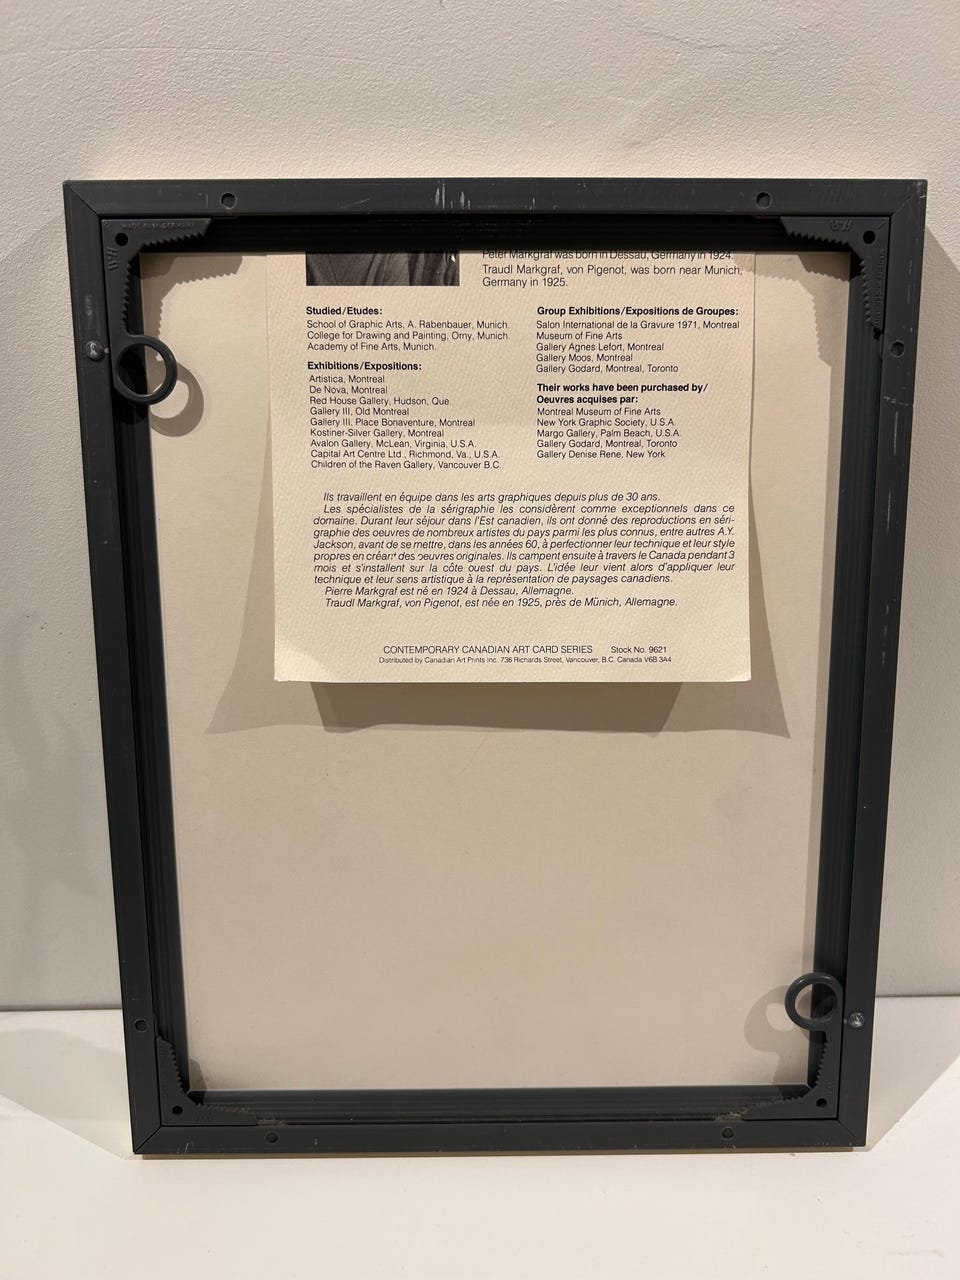 MADE IN W-GERMANY
Peter Markgraf was born in Dessau, Germany in 1924.
Traudl Markgraf, von Pigenot, was born near Munich,
Germany in 1925.
Studied/Etudes:
School of Graphic Arts, A. Rabenbauer, Munich.
College for Drawing and Painting, Orny, Munich.
Academy of Fine Arts, Munich.
Exhibitions/Expositions:
Artistica, Montreal
De Nova, Montreal
Red House Gallery, Hudson, Que.
Gallery III, Old Montreal
Gallery III, Place Bonaventure, Montreal
Kostiner-Silver Gallery, Montreal
Avalon Gallery, McLean, Virginia, U.S.A.
Capital Art Centre Ltd., Richmond, Va., U.S.A.
Children of the Raven Gallery, Vancouver B.C.
Group Exhibitions/Expositions de Groupes:
Salon International de la Gravure 1971, Montreal
Museum of Fine Arts
Gallery Agnes Lefort, Montreal
Gallery Moos, Montreal
Gallery Godard, Montreal, Toronto
Their works have been purchased by/
Oeuvres acquises par:
Montreal Museum of Fine Arts
New York Graphic Society, U.S.A.
Margo Gallery, Palm Beach, U.S.A.
Gallery Godard, Montreal, Toronto
Gallery Denise Rene, New York
Ils travaillent en équipe dans les arts graphiques depuis plus de 30 ans.
Les spécialistes de la sérigraphie les considèrent comme exceptionnels dans ce
domaine. Durant leur séjour dans l'Est canadien, ils ont donné des reproductions en séri-
graphie des oeuvres de nombreux artistes du pays parmi les plus connus, entre autres A.Y.
Jackson, avant de se mettre, dans les années 60, à perfectionner leur technique et leur style
propres en créant des oeuvres originales. Ils campent ensuite à travers le Canada pendant 3
mois et s'installent sur la côte ouest du pays. L'idée leur vient alors d'appliquer leur
technique et leur sens artistique à la représentation de paysages canadiens.
Pierre Markgraf est né en 1924 à Dessau, Allemagne.
Traudl Markgraf, von Pigenot, est née en 1925, près de Münich, Allemagne.
CONTEMPORARY CANADIAN ART CARD SERIES Stock No. 9621
Distributed by Canadian Art Prints Inc. 736 Richards Street, Vancouver, B.C. Canada V6B 3A4